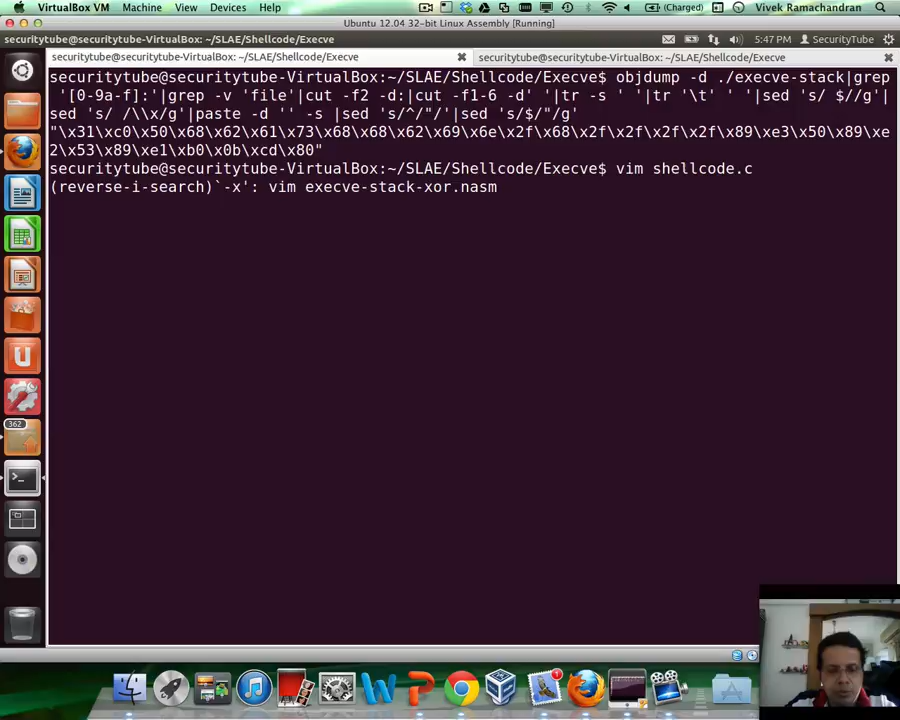 VirtualBox VM Machine View Devices Help (Charged) Vivek Ramachandran
Ubuntu 12.04 32-bit Linux Assembly [Running]
securitytube@securitytube-VirtualBox: ~/SLAE/Shellcode/Execve 5:47 PM SecurityTube
securitytube@securitytube-VirtualBox: ~/SLAE/Shellcode/Execve securitytube@securitytube-VirtualBox: ~/SLAE/Shellcode/Execve
securitytube@securitytube-VirtualBox:~/SLAE/Shellcode/Execve$ objdump -d ./execve-stack|grep
'[0-9a-f]:'|grep -v 'file'|cut -f2 -d:|cut -f1-6 -d' '|tr -s ' '|tr '\t' ' '|sed 's/ $//g'|
sed 's/ /\\x/g'|paste -d '' -s |sed 's/^/"/'|sed 's/$/"/g'
"\x31\xc0\x50\x68\x62\x61\x73\x68\x68\x62\x69\x6e\x2f\x68\x2f\x2f\x2f\x2f\x89\xe3\x50\x89\xe
2\x53\x89\xe1\xb0\x0b\xcd\x80"
securitytube@securitytube-VirtualBox:~/SLAE/Shellcode/Execve$ vim shellcode.c
(reverse-i-search)`-x': vim execve-stack-xor.nasm
362
1